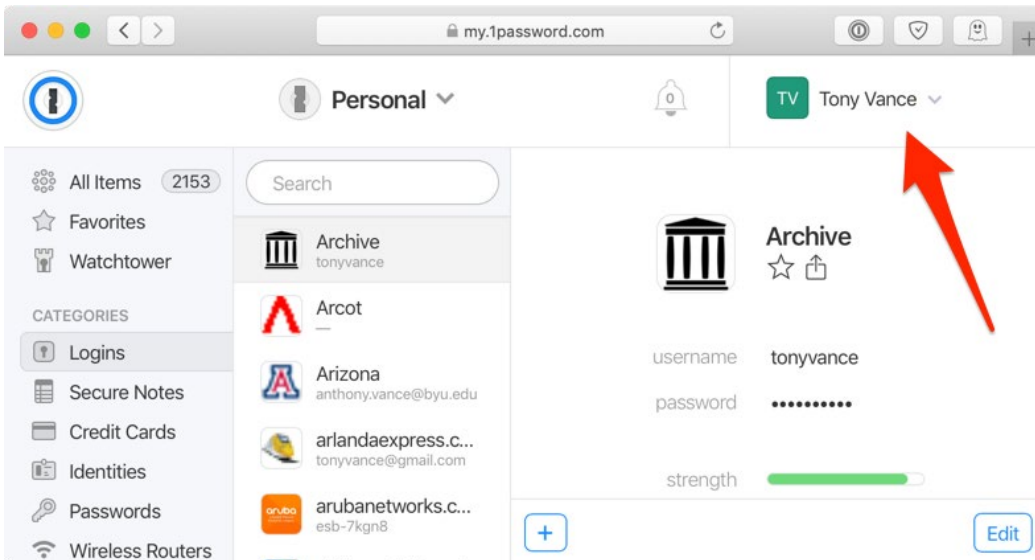 my.1password.com
Personal
0
TV Tony Vance
All Items 2153
Favorites
Watchtower
CATEGORIES
Logins
Secure Notes
Credit Cards
Identities
Passwords
Wireless Routers
Search
Archive
tonyvance
Arcot
—
Arizona
anthony.vance@byu.edu
arlandaexpress.c...
tonyvance@gmail.com
aruba
arubanetworks.c...
esb-7kgn8
Archive
username tonyvance
password ••••••••••
strength
+
Edit